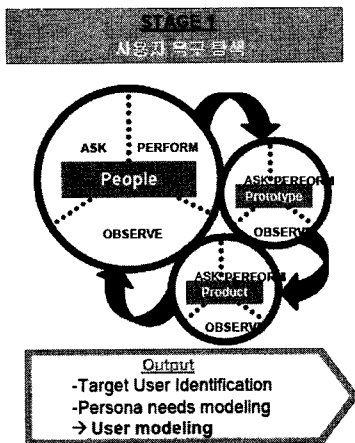 STAGE 1
사용자 욕구 탐색
ASK PERFORM
People
OBSERVE
ASK PERFORM
Prototype
OBSERVE
ASK PERFORM
Product
OBSERVE
Output
-Target User Identification
-Persona needs modeling
→ User modeling